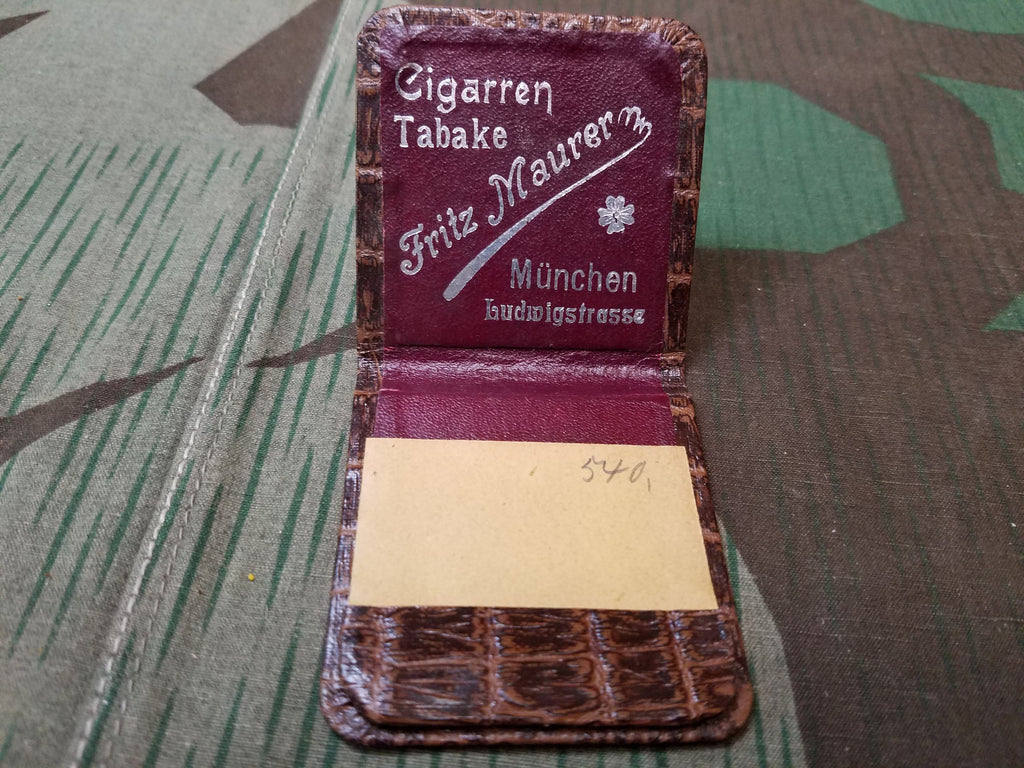 Cigarren
Tabake
Fritz Maurer
München
Ludwigstrasse
540,